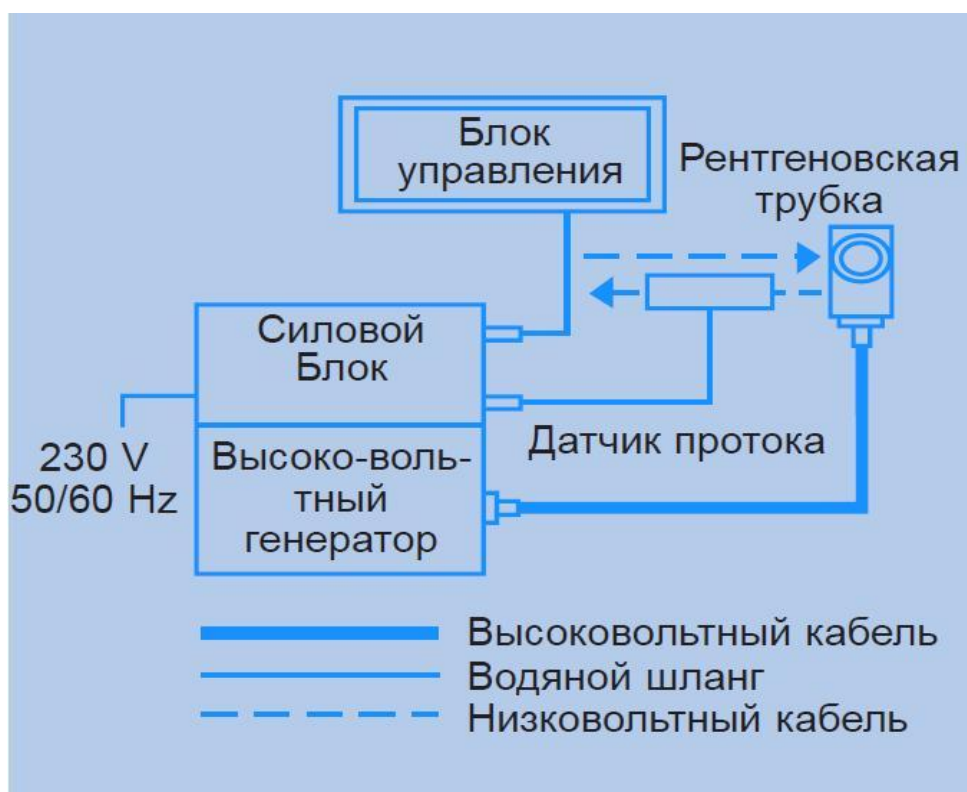 Блок
управления
Рентгеновская
трубка
Силовой
Блок
Датчик протока
230 V
50/60 Hz
Высоко-воль-
тный
генератор
Высоковольтный кабель
Водяной шланг
Низковольтный кабель